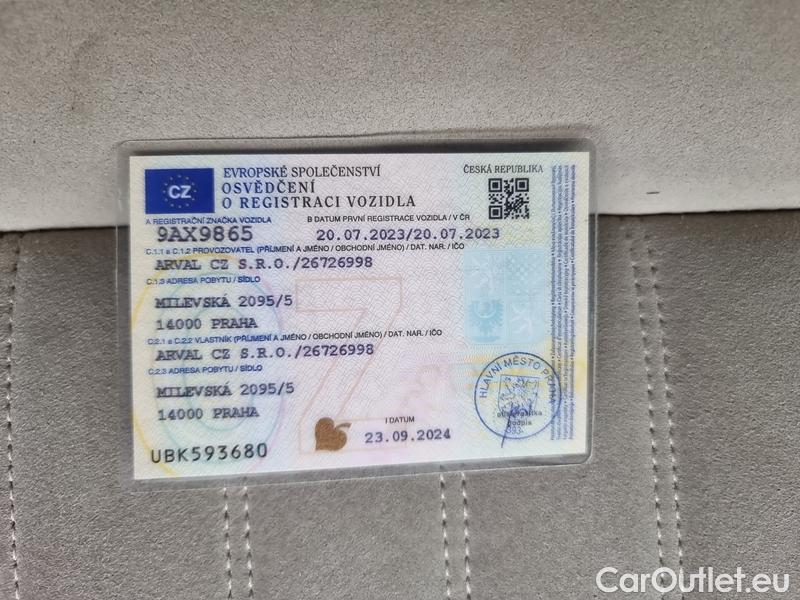 CZ
EVROPSKÉ SPOLEČENSTVÍ
ČESKÁ REPUBLIKA
OSVĚDČENÍ
O REGISTRACI VOZIDLA
A REGISTRAČNÍ ZNAČKA VOZIDLA
B DATUM PRVNÍ REGISTRACE VOZIDLA / V ČR
9AX9865
20.07.2023/20.07.2023
C.1.1 a C.1.2 PROVOZOVATEL (PŘÍJMENÍ A JMÉNO / OBCHODNÍ JMÉNO) / DAT. NAR. / IČO
ARVAL CZ S.R.O./26726998
C.1.3 ADRESA POBYTU / SÍDLO
MILEVSKÁ 2095/5
14000 PRAHA
C.2.1 a C.2.2 VLASTNÍK (PŘÍJMENÍ A JMÉNO / OBCHODNÍ JMÉNO) / DAT. NAR. / IČO
ARVAL CZ S.R.O./26726998
C.2.3 ADRESA POBYTU / SÍDLO
MILEVSKÁ 2095/5
14000 PRAHA
HLAVNÍ MĚSTO PRAHA
podpis
I DATUM
23.09.2024
UBK593680
CarOutlet.eu